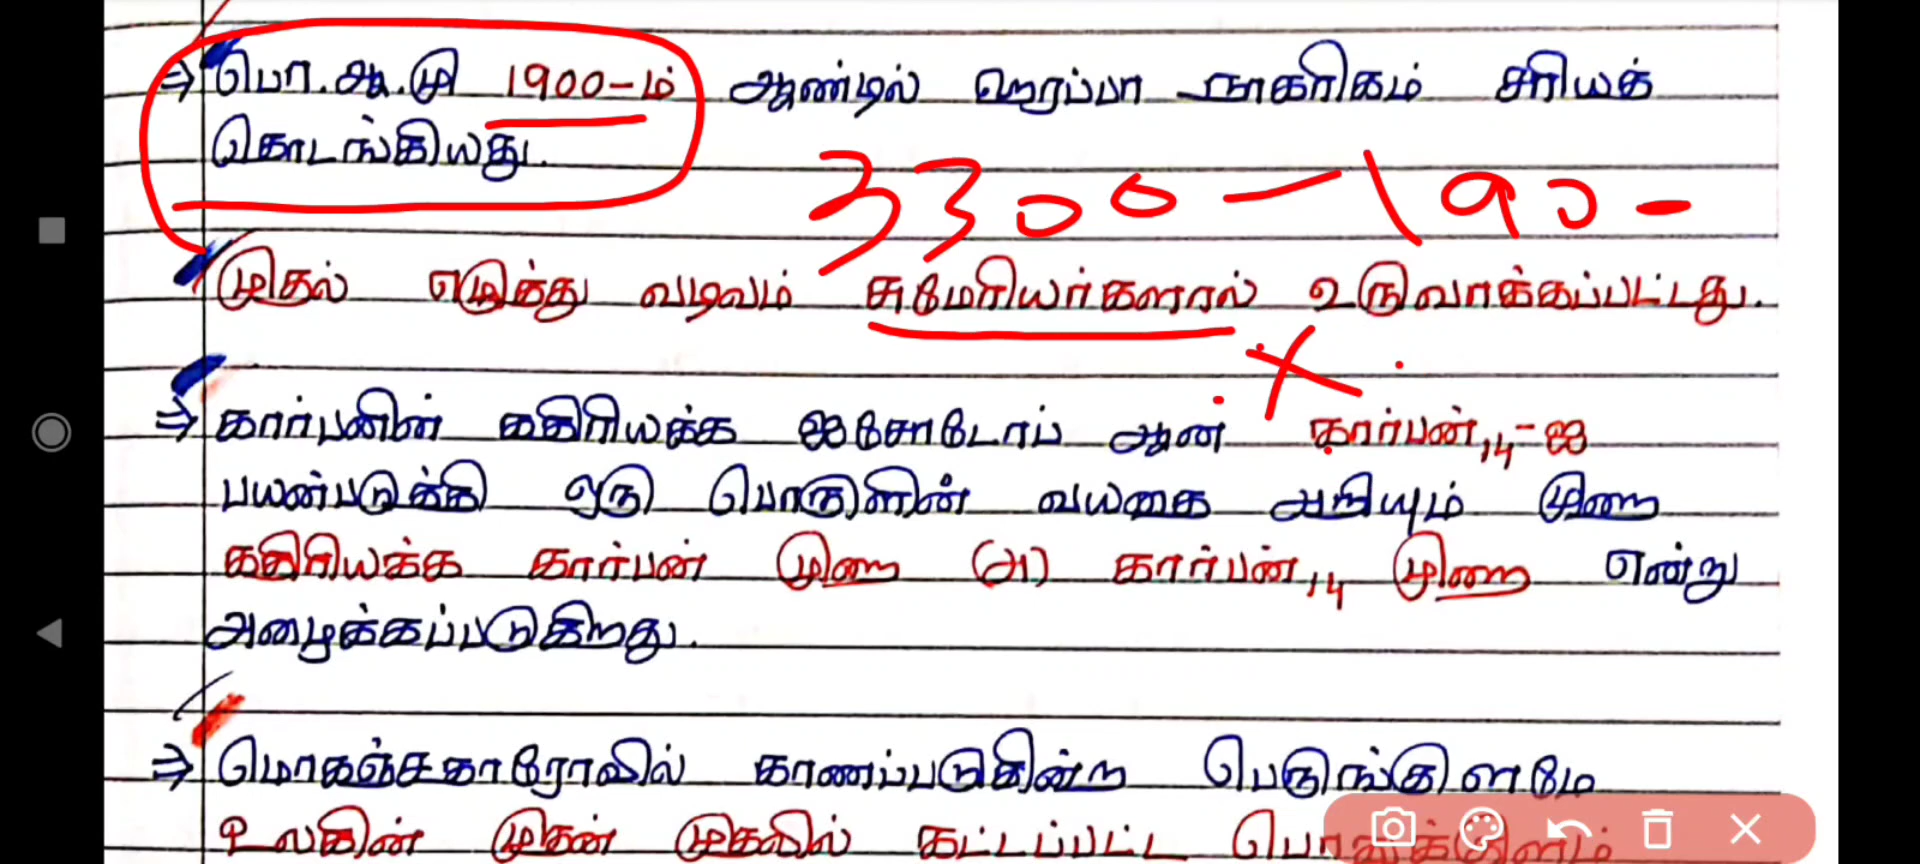 ⇒ பொ.ஆ.மு 1900-ம் ஆண்டில் ஹரப்பா நாகரிகம் சரியத்
தொடங்கியது.
3300 - 190 -
முதல் எழுத்து வடிவம் சுமேரியர்களால் உருவாக்கப்பட்டது.
⇒ கார்பனின் கதிரியக்க ஐசோடோப் ஆன கார்பன்14-ஐ
பயன்படுத்தி ஒரு பொருளின் வயதை அறியும் முறை
கதிரியக்க கார்பன் முறை (அ) கார்பன்14 முறை என்று
அழைக்கப்படுகிறது.
⇒ மொகஞ்சதாரோவில் காணப்படுகின்ற பெருங்குளமே
உலகின் முதன் முதலில் கட்டப்பட்ட பொதுக்குளம்